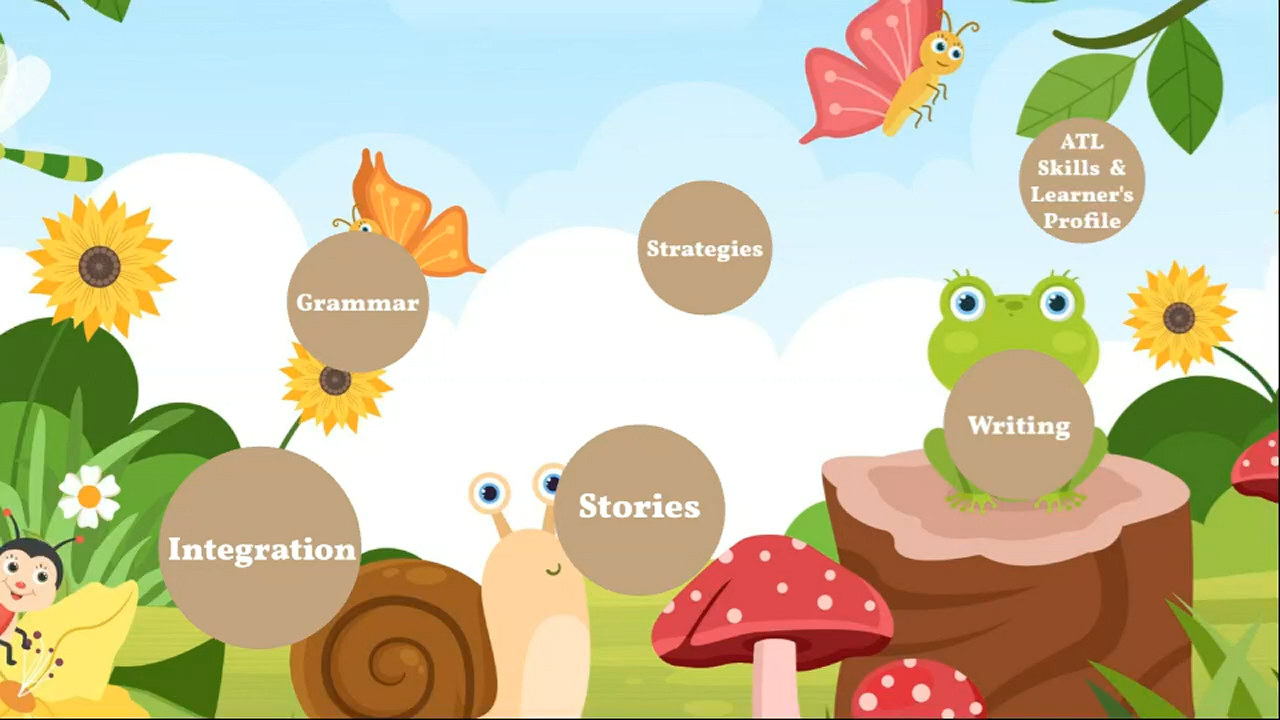 ATL
Skills &
Learner's
Profile
Strategies
Grammar
Writing
Stories
Integration